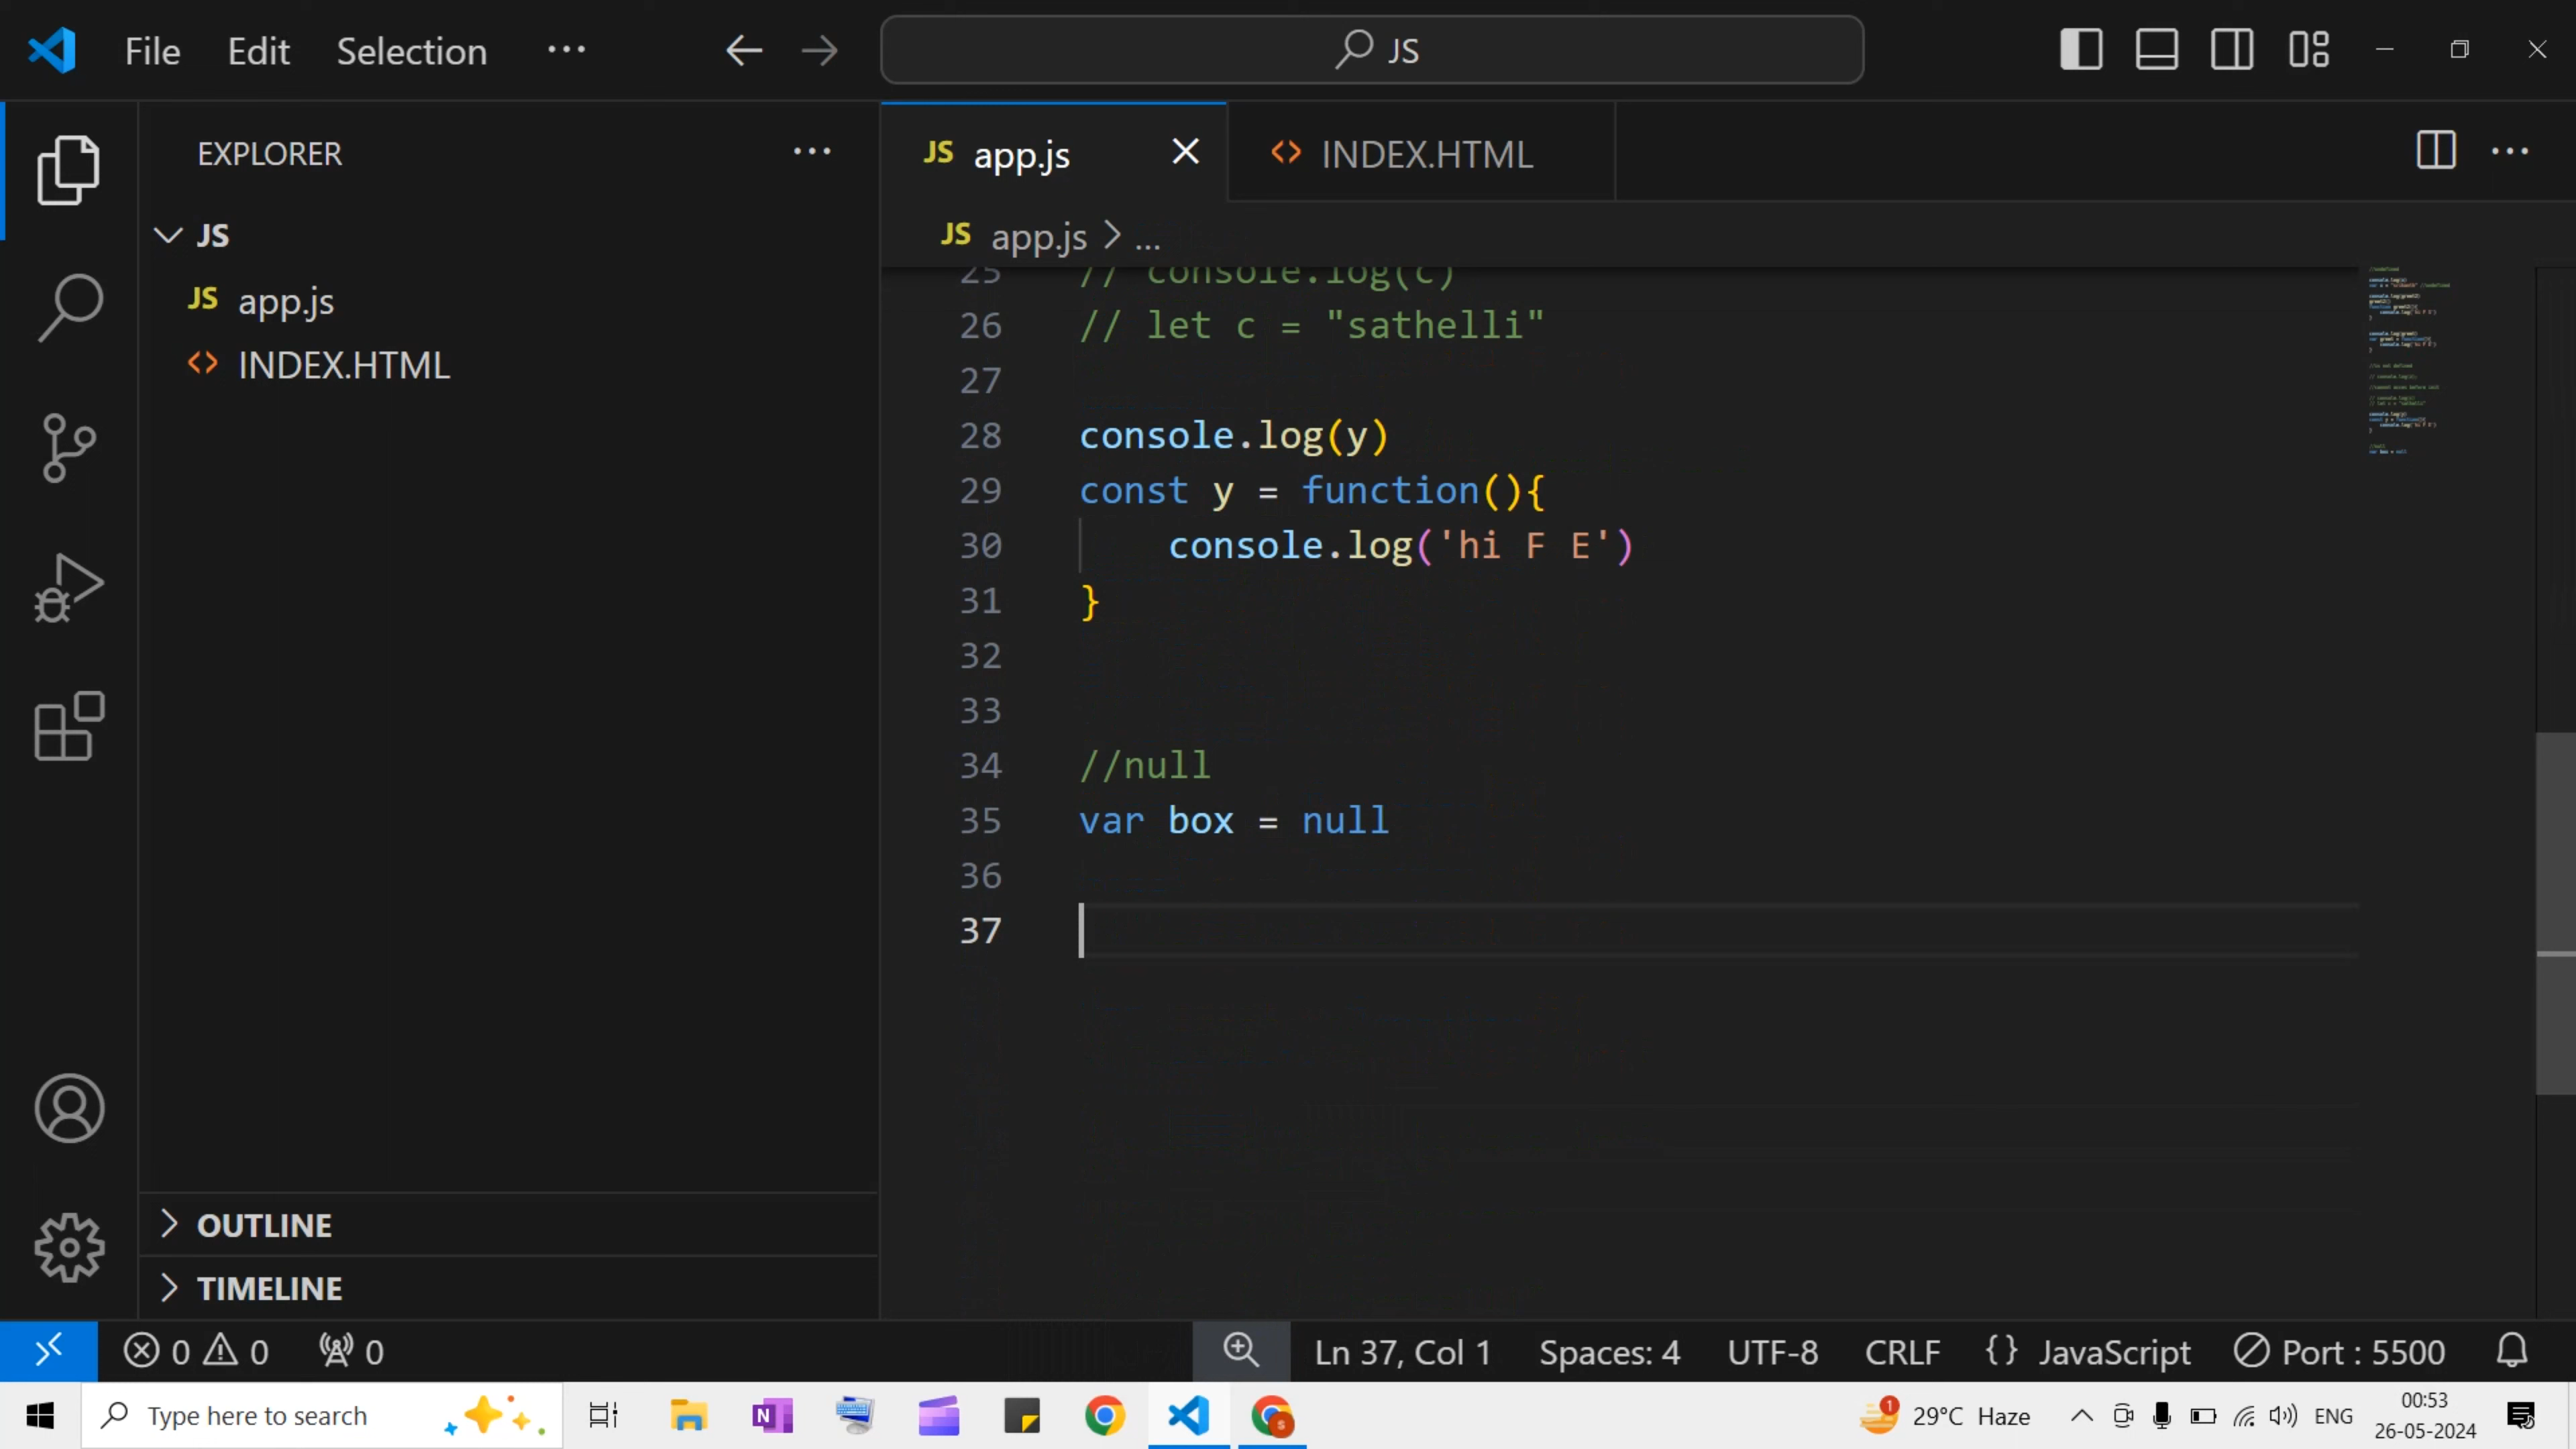 File Edit Selection ··· JS
EXPLORER ···
JS app.js
<> INDEX.HTML
JS app.js > ...
JS
JS app.js
<> INDEX.HTML
25 // console.log(c)
26 // let c = "sathelli"
27
28 console.log(y)
29 const y = function(){
30 console.log('hi F E')
31 }
32
33
34 //null
35 var box = null
36
37
OUTLINE
TIMELINE
0 0 0 Ln 37, Col 1 Spaces: 4 UTF-8 CRLF {} JavaScript Port : 5500
Type here to search
N
S
1
29°C Haze
ENG
00:53
26-05-2024